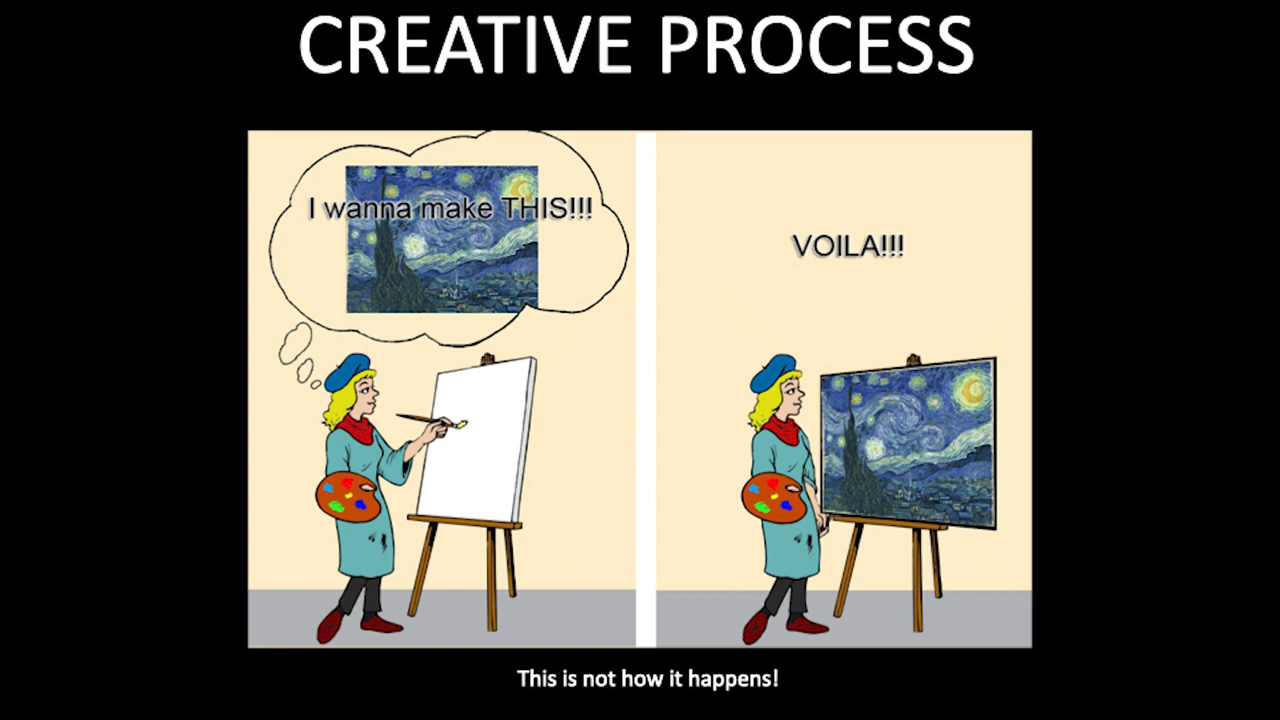 CREATIVE PROCESS
I wanna make THIS!!!
VOILA!!!
This is not how it happens!